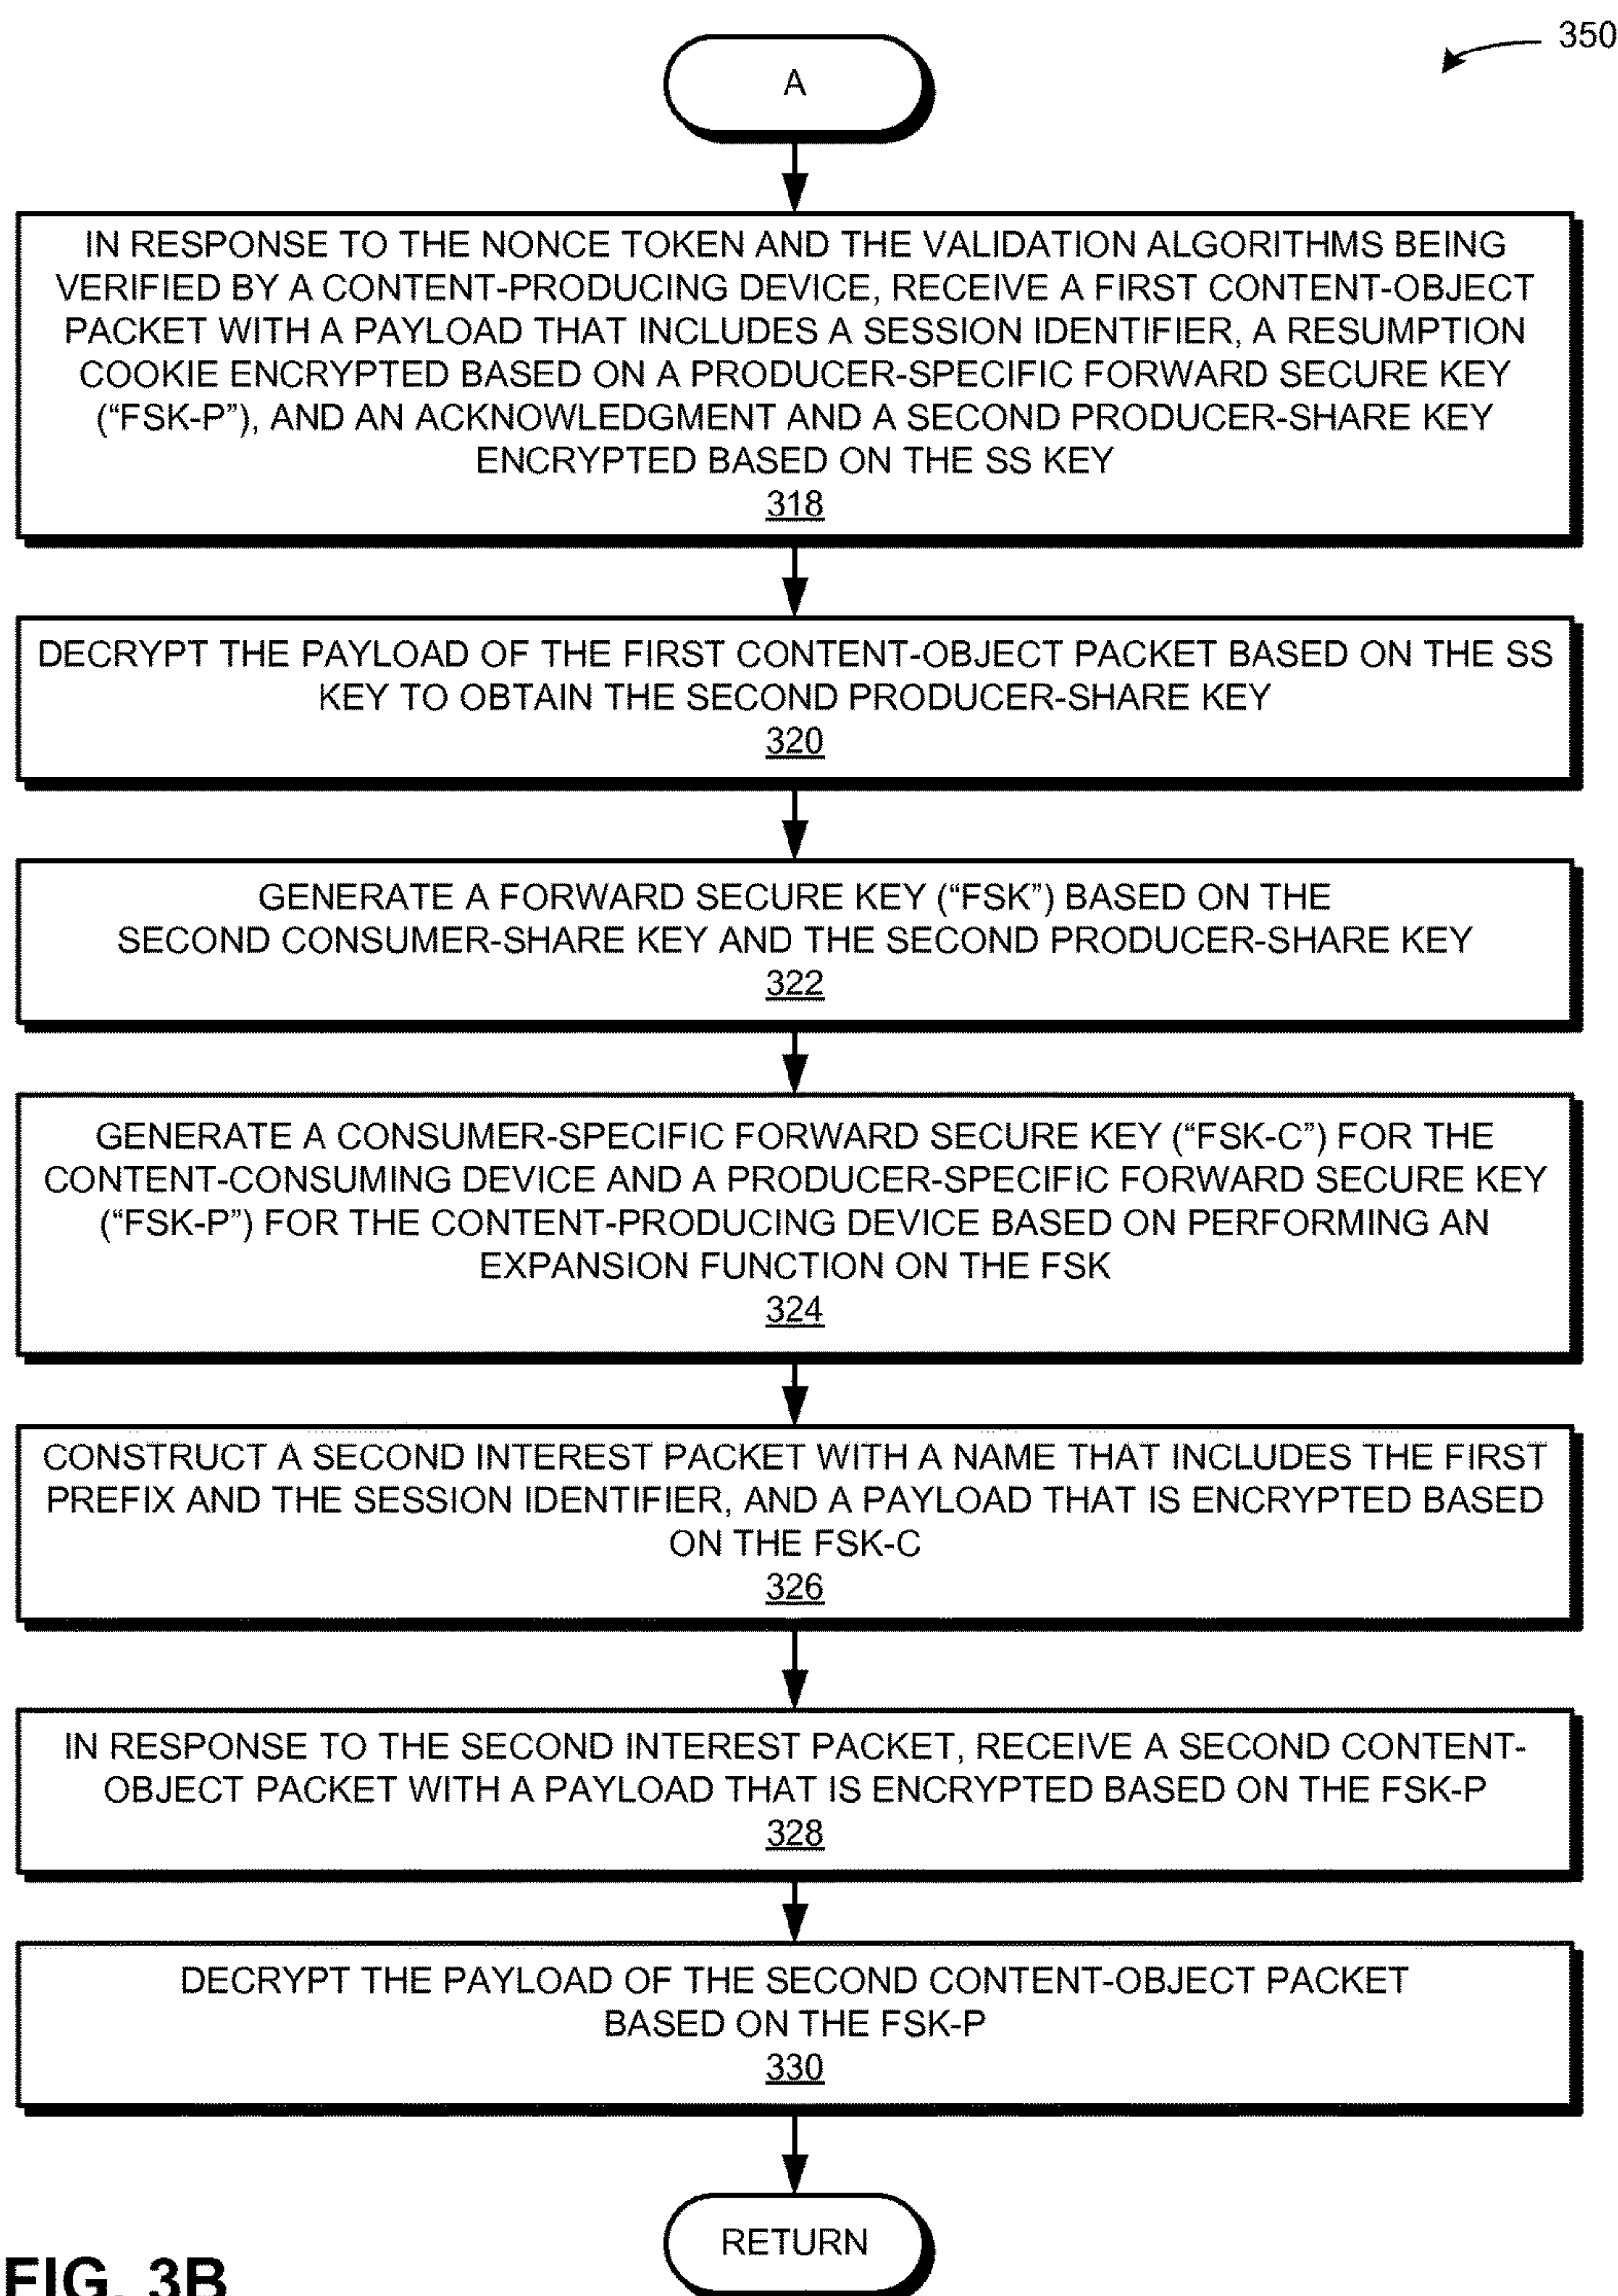 350
A
IN RESPONSE TO THE NONCE TOKEN AND THE VALIDATION ALGORITHMS BEING
VERIFIED BY A CONTENT-PRODUCING DEVICE, RECEIVE A FIRST CONTENT-OBJECT
PACKET WITH A PAYLOAD THAT INCLUDES A SESSION IDENTIFIER, A RESUMPTION
COOKIE ENCRYPTED BASED ON A PRODUCER-SPECIFIC FORWARD SECURE KEY
(“FSK-P”), AND AN ACKNOWLEDGMENT AND A SECOND PRODUCER-SHARE KEY
ENCRYPTED BASED ON THE SS KEY
318
DECRYPT THE PAYLOAD OF THE FIRST CONTENT-OBJECT PACKET BASED ON THE SS
KEY TO OBTAIN THE SECOND PRODUCER-SHARE KEY
320
GENERATE A FORWARD SECURE KEY (“FSK”) BASED ON THE
SECOND CONSUMER-SHARE KEY AND THE SECOND PRODUCER-SHARE KEY
322
GENERATE A CONSUMER-SPECIFIC FORWARD SECURE KEY (“FSK-C”) FOR THE
CONTENT-CONSUMING DEVICE AND A PRODUCER-SPECIFIC FORWARD SECURE KEY
(“FSK-P”) FOR THE CONTENT-PRODUCING DEVICE BASED ON PERFORMING AN
EXPANSION FUNCTION ON THE FSK
324
CONSTRUCT A SECOND INTEREST PACKET WITH A NAME THAT INCLUDES THE FIRST
PREFIX AND THE SESSION IDENTIFIER, AND A PAYLOAD THAT IS ENCRYPTED BASED
ON THE FSK-C
326
IN RESPONSE TO THE SECOND INTEREST PACKET, RECEIVE A SECOND CONTENT-
OBJECT PACKET WITH A PAYLOAD THAT IS ENCRYPTED BASED ON THE FSK-P
328
DECRYPT THE PAYLOAD OF THE SECOND CONTENT-OBJECT PACKET
BASED ON THE FSK-P
330
RETURN
FIG. 3B